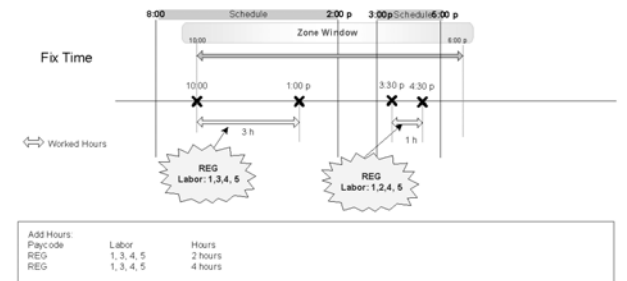 8:00 Schedule 2:00 p 3:00p Schedule 5:00 p
Zone Window
10:00 6:00 p
Fix Time
10:00 1:00 p 3:30 p 4:30 p
3 h 1 h
Worked Hours
REG
Labor: 1,3,4, 5
REG
Labor: 1,2,4, 5
Add Hours:
Paycode Labor Hours
REG 1, 3, 4, 5 2 hours
REG 1, 3, 4, 5 4 hours